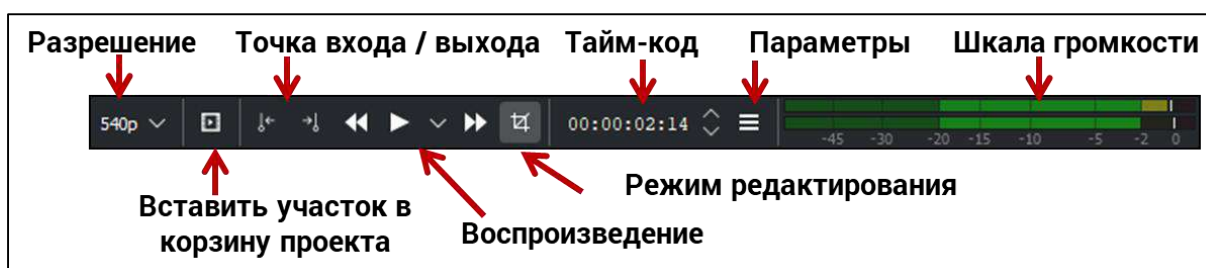 Разрешение Точка входа / выхода Тайм-код Параметры Шкала громкости
540p 00:00:02:14 -45 -30 -20 -15 -10 -5 -2 0
Режим редактирования
Вставить участок в
корзину проекта
Воспроизведение